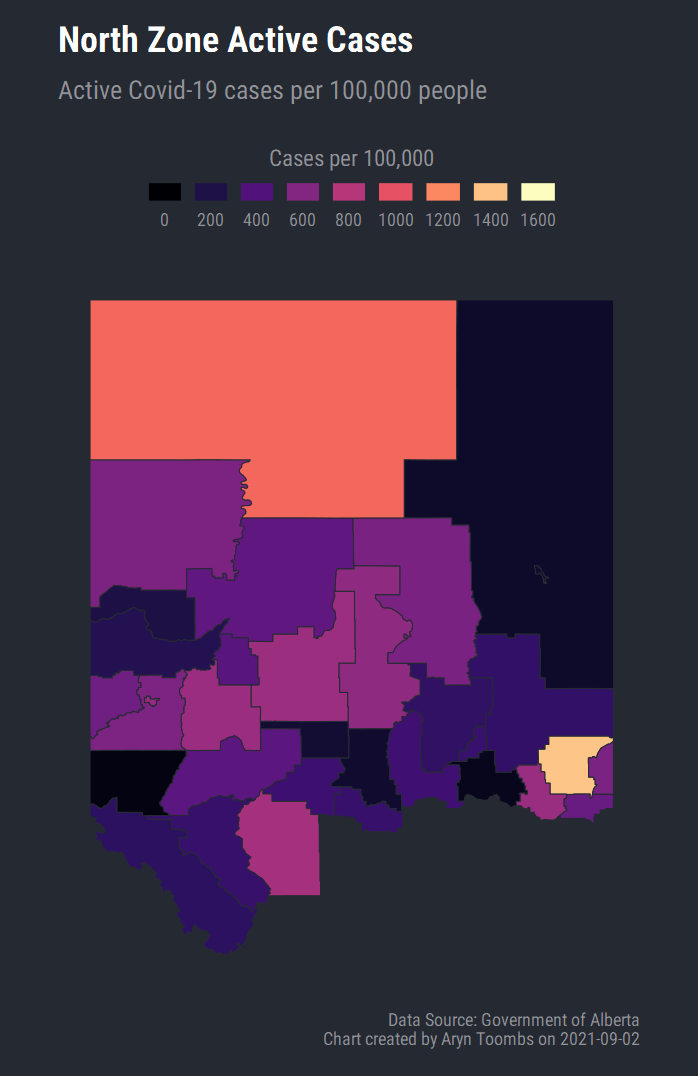 North Zone Active Cases
Active Covid-19 cases per 100,000 people
Cases per 100,000
0 200 400 600 800 1000 1200 1400 1600
Data Source: Government of Alberta
Chart created by Aryn Toombs on 2021-09-02